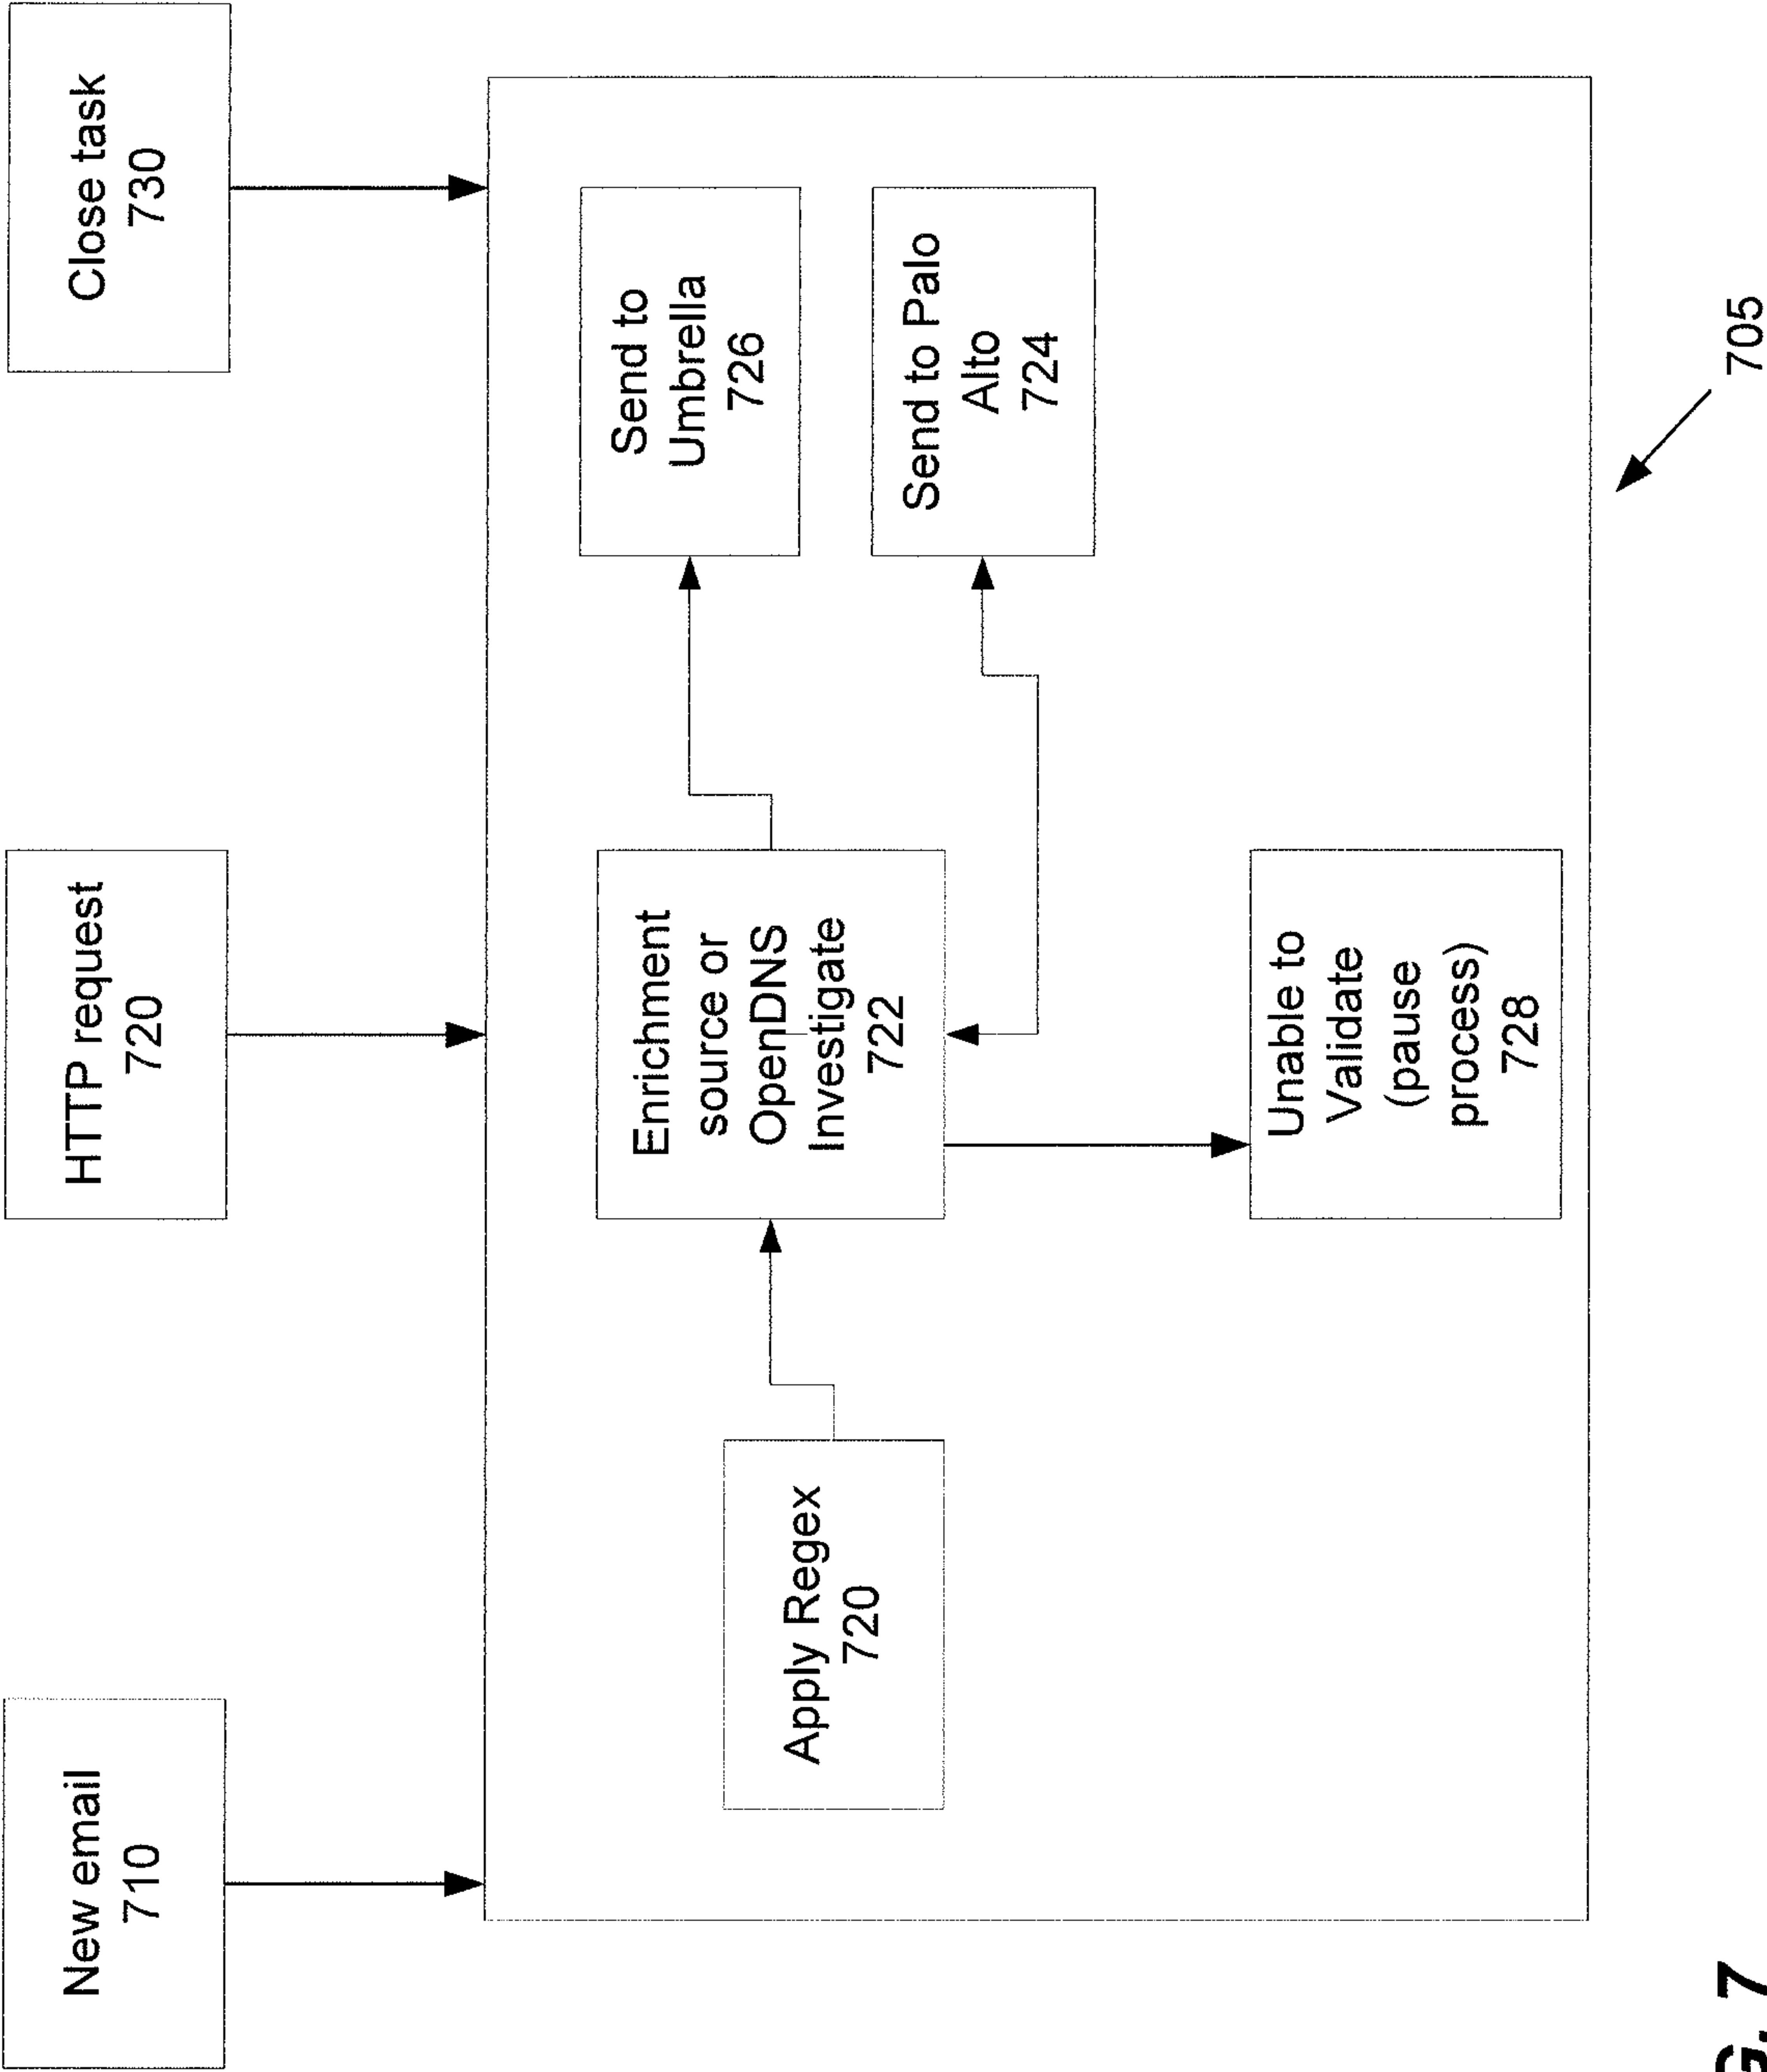 New email
710
HTTP request
720
Close task
730
Apply Regex
720
Enrichment
source or
OpenDNS
Investigate
722
Send to
Umbrella
726
Send to Palo
Alto
724
Unable to
Validate
(pause
process)
728
705
G. 7